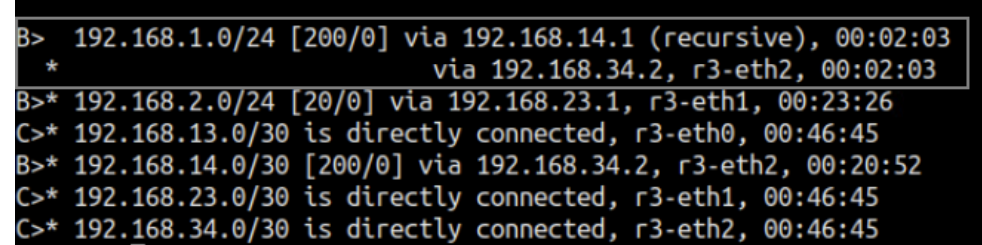 B>  192.168.1.0/24 [200/0] via 192.168.14.1 (recursive), 00:02:03
  *                         via 192.168.34.2, r3-eth2, 00:02:03
B>* 192.168.2.0/24 [20/0] via 192.168.23.1, r3-eth1, 00:23:26
C>* 192.168.13.0/30 is directly connected, r3-eth0, 00:46:45
B>* 192.168.14.0/30 [200/0] via 192.168.34.2, r3-eth2, 00:20:52
C>* 192.168.23.0/30 is directly connected, r3-eth1, 00:46:45
C>* 192.168.34.0/30 is directly connected, r3-eth2, 00:46:45